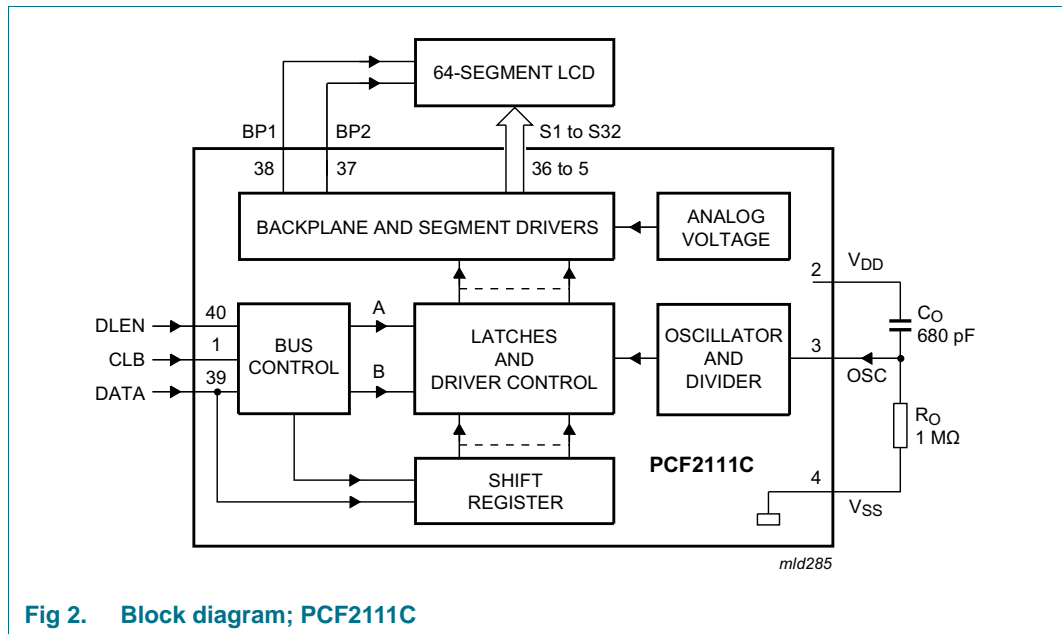 64-SEGMENT LCD
BP1
BP2
S1 to S32
38
37
36 to 5
BACKPLANE AND SEGMENT DRIVERS
ANALOG
VOLTAGE
2
VDD
CO
680 pF
DLEN
40
CLB
1
DATA
39
BUS
CONTROL
A
B
LATCHES
AND
DRIVER CONTROL
OSCILLATOR
AND
DIVIDER
3
OSC
RO
1 MΩ
PCF2111C
4
VSS
SHIFT
REGISTER
mld285
Fig 2. Block diagram; PCF2111C